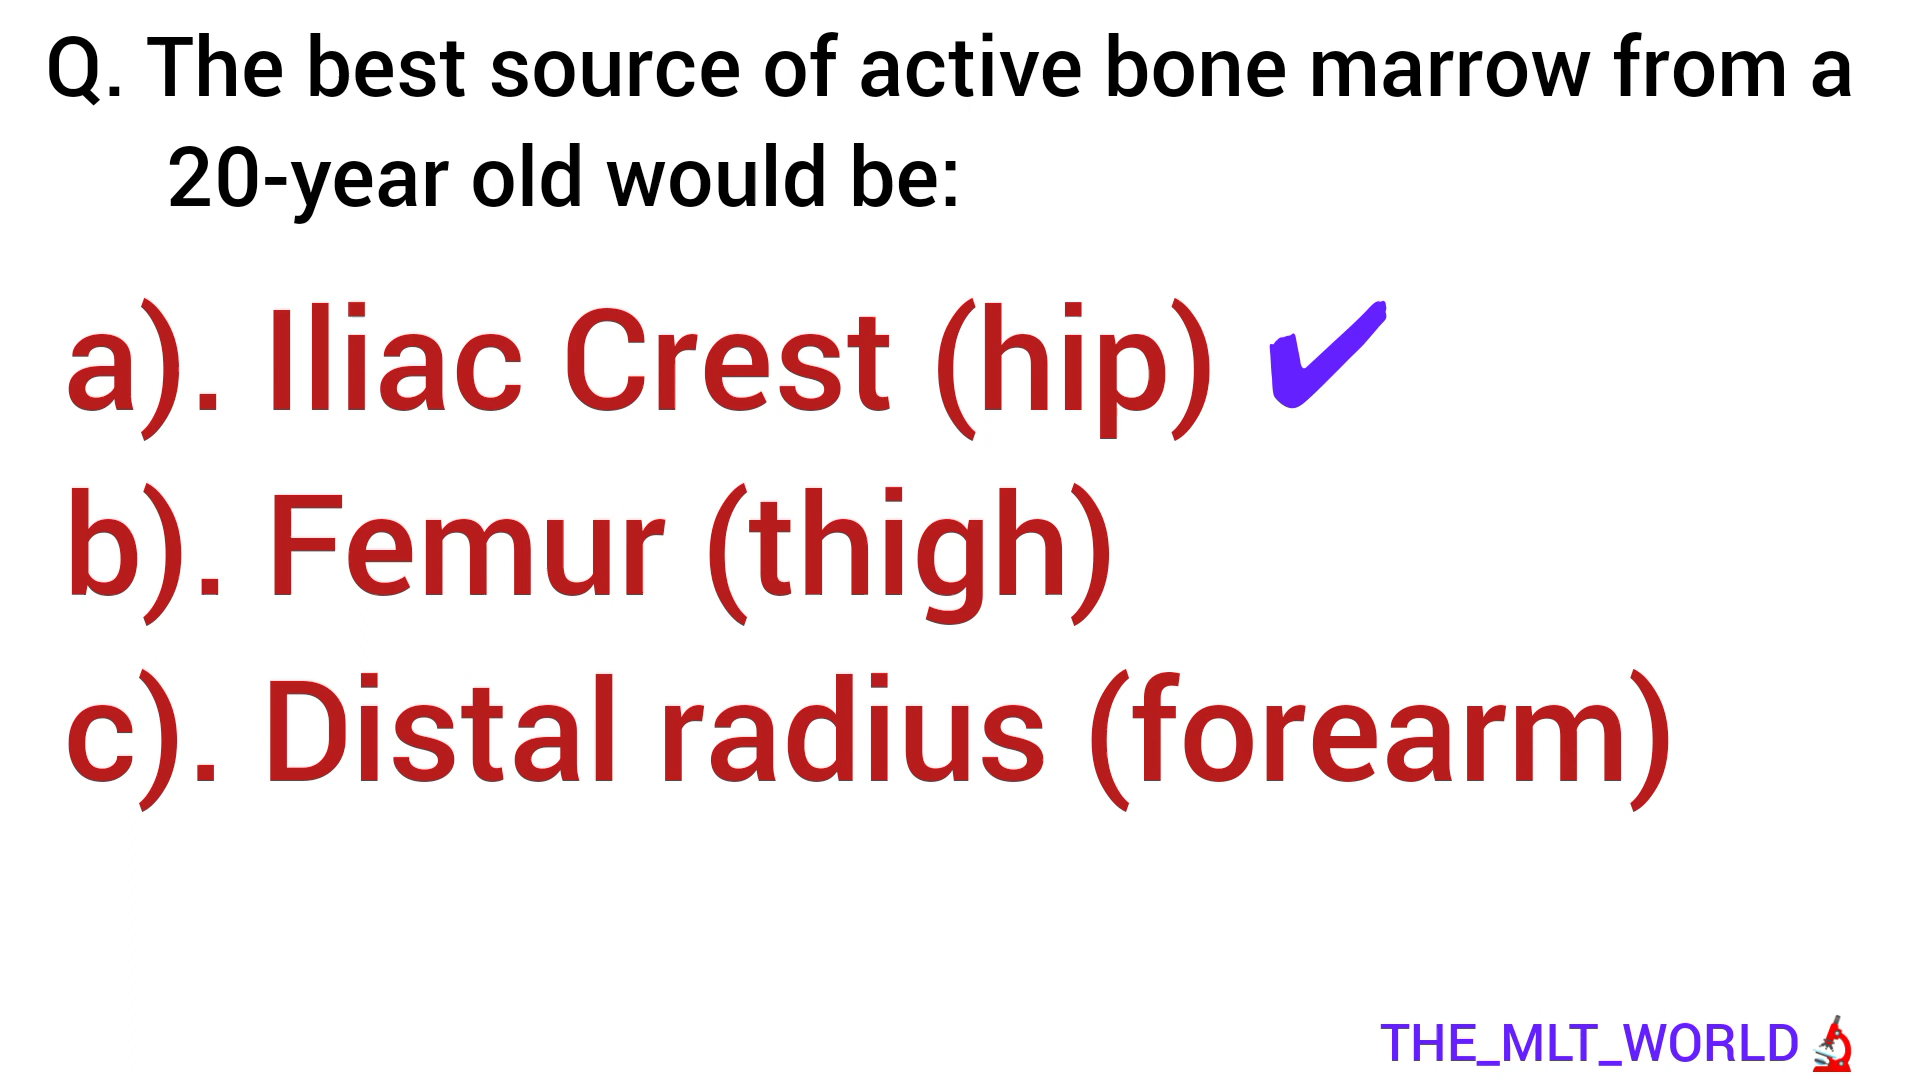 Q. The best source of active bone marrow from a
20-year old would be:
a). Iliac Crest (hip) ✔
b). Femur (thigh)
c). Distal radius (forearm)
THE_MLT_WORLD🔬